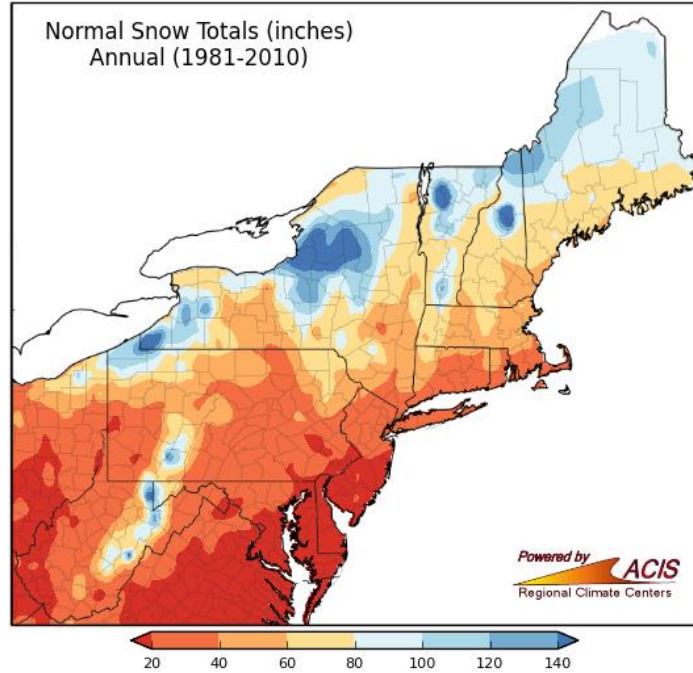 Normal Snow Totals (inches)
Annual (1981-2010)
Powered by
ACIS
Regional Climate Centers
20 40 60 80 100 120 140